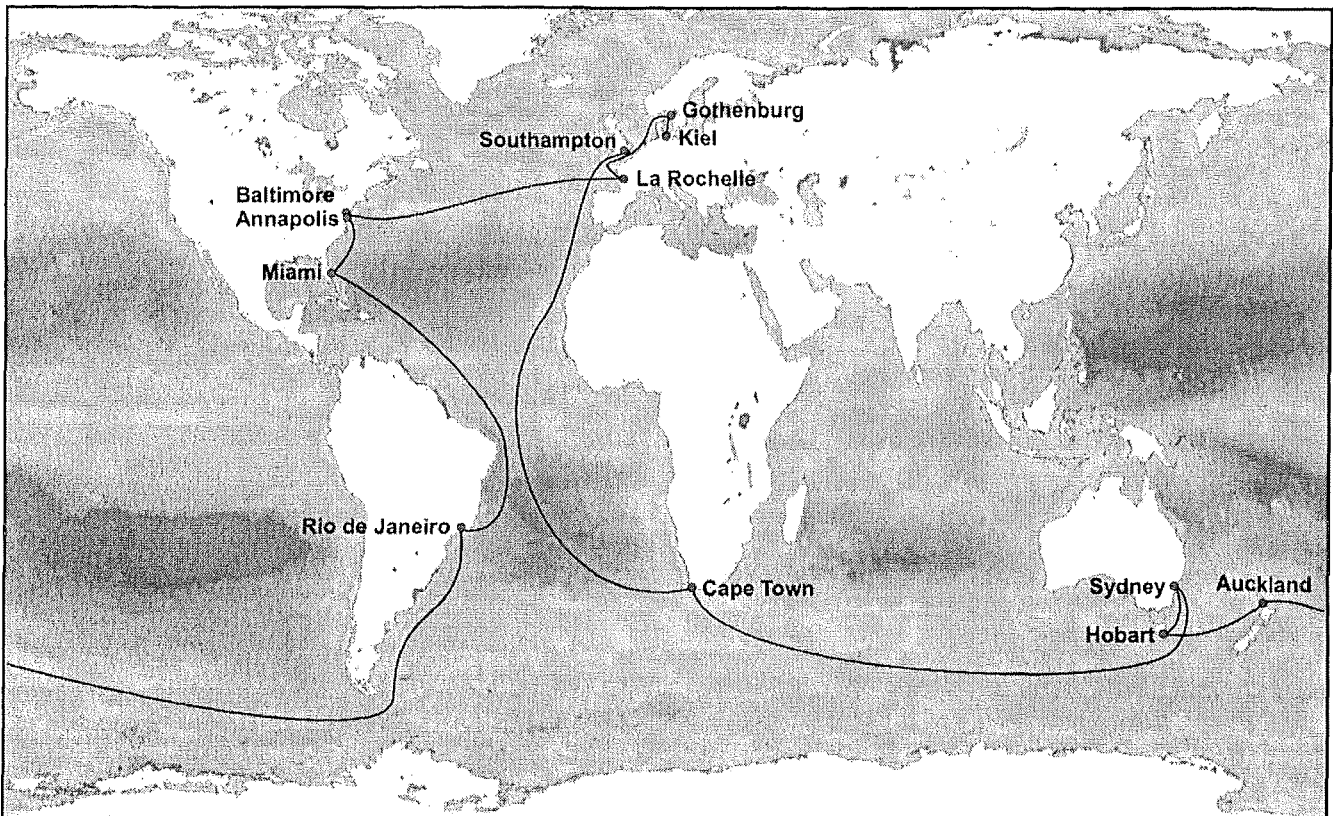 Gothenburg
Southampton
Kiel
La Rochelle
Baltimore
Annapolis
Miami
Rio de Janeiro
Cape Town
Sydney
Auckland
Hobart